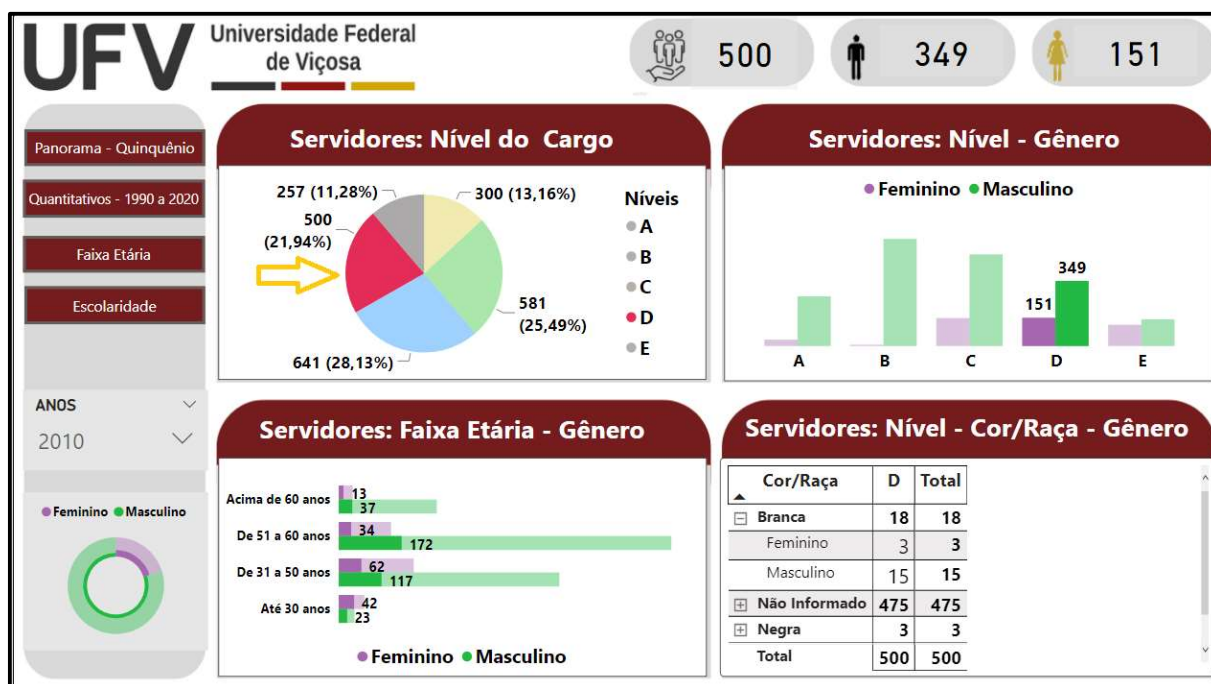 UFV
Universidade Federal
de Viçosa
500
349
151
Panorama - Quinquênio
Quantitativos - 1990 a 2020
Faixa Etária
Escolaridade
ANOS
2010
Feminino Masculino
Servidores: Nível do Cargo
257 (11,28%)
300 (13,16%)
500
(21,94%)
581
(25,49%)
641 (28,13%)
Níveis
A
B
C
D
E
Servidores: Nível - Gênero
Feminino Masculino
151
349
A B C D E
Servidores: Faixa Etária - Gênero
Acima de 60 anos 13
37
De 51 a 60 anos 34
172
De 31 a 50 anos 62
117
Até 30 anos 42
23
Feminino Masculino
Servidores: Nível - Cor/Raça - Gênero
Cor/Raça D Total
Branca 18 18
Feminino 3 3
Masculino 15 15
Não Informado 475 475
Negra 3 3
Total 500 500